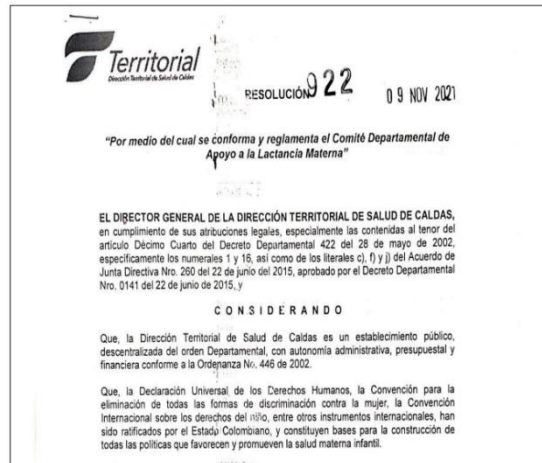 Territorial
Dirección Territorial de Salud de Caldas
RESOLUCIÓN 922 09 NOV 2021
"Por medio del cual se conforma y reglamenta el Comité Departamental de
Apoyo a la Lactancia Materna"
EL DIRECTOR GENERAL DE LA DIRECCIÓN TERRITORIAL DE SALUD DE CALDAS,
en cumplimiento de sus atribuciones legales, especialmente las contenidas al tenor del
artículo Décimo Cuarto del Decreto Departamental 422 del 28 de mayo de 2002,
específicamente los numerales 1 y 16, así como de los literales c), f) y j) del Acuerdo de
Junta Directiva Nro. 260 del 22 de junio del 2015, aprobado por el Decreto Departamental
Nro. 0141 del 22 de junio de 2015, y
CONSIDERANDO
Que, la Dirección Territorial de Salud de Caldas es un establecimiento público,
descentralizada del orden Departamental, con autonomía administrativa, presupuestal y
financiera conforme a la Ordenanza No. 446 de 2002.
Que, la Declaración Universal de los Derechos Humanos, la Convención para la
eliminación de todas las formas de discriminación contra la mujer, la Convención
Internacional sobre los derechos del niño, entre otros instrumentos internacionales, han
sido ratificados por el Estado Colombiano, y constituyen bases para la construcción de
todas las políticas que favorecen y promueven la salud materna infantil.